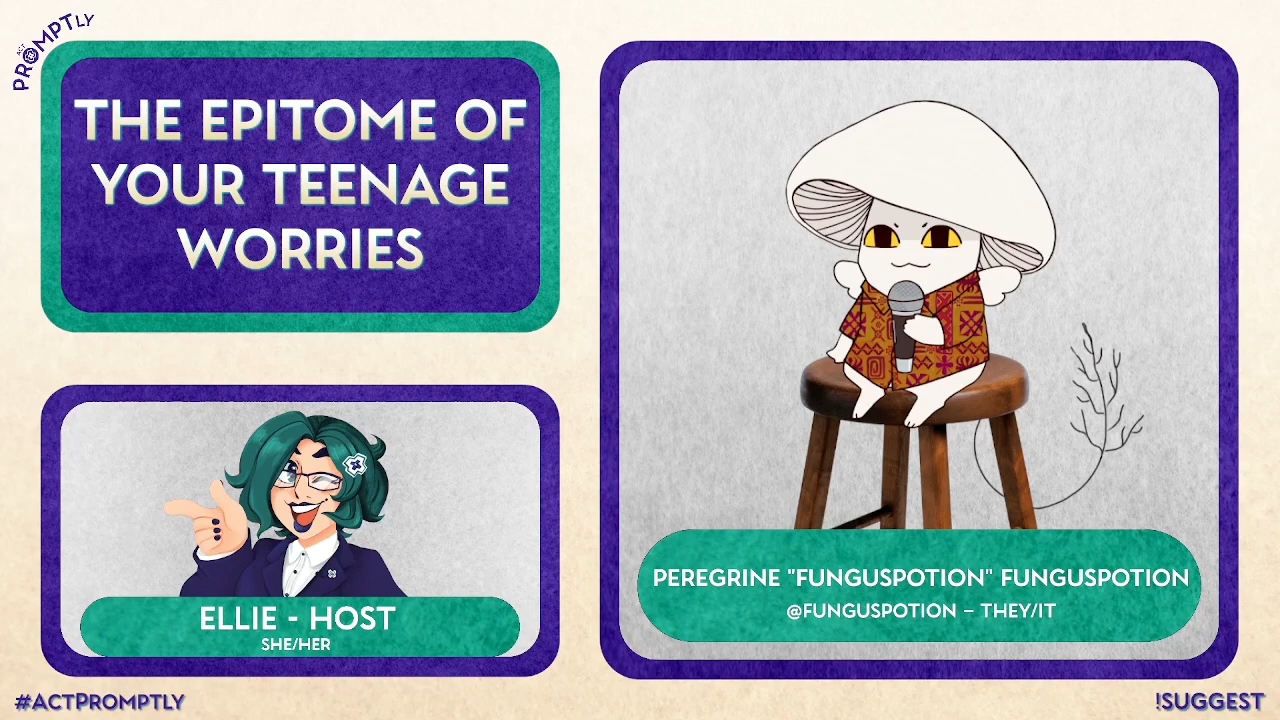 ACT
PROMPTLY
THE EPITOME OF
YOUR TEENAGE
WORRIES
ELLIE - HOST
SHE/HER
PEREGRINE "FUNGUSPOTION" FUNGUSPOTION
@FUNGUSPOTION – THEY/IT
#ACTPROMPTLY
!SUGGEST